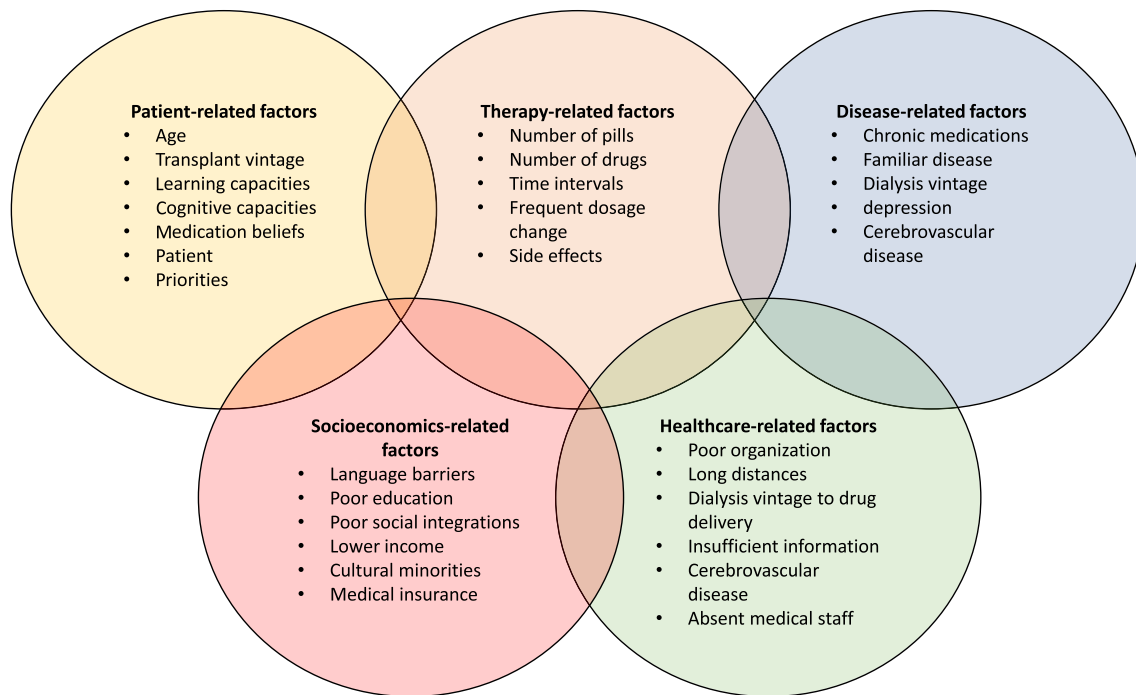 Patient-related factors
• Age
• Transplant vintage
• Learning capacities
• Cognitive capacities
• Medication beliefs
• Patient
• Priorities
Therapy-related factors
• Number of pills
• Number of drugs
• Time intervals
• Frequent dosage
change
• Side effects
Disease-related factors
• Chronic medications
• Familiar disease
• Dialysis vintage
• depression
• Cerebrovascular
disease
Socioeconomics-related
factors
• Language barriers
• Poor education
• Poor social integrations
• Lower income
• Cultural minorities
• Medical insurance
Healthcare-related factors
• Poor organization
• Long distances
• Dialysis vintage to drug
delivery
• Insufficient information
• Cerebrovascular
disease
• Absent medical staff